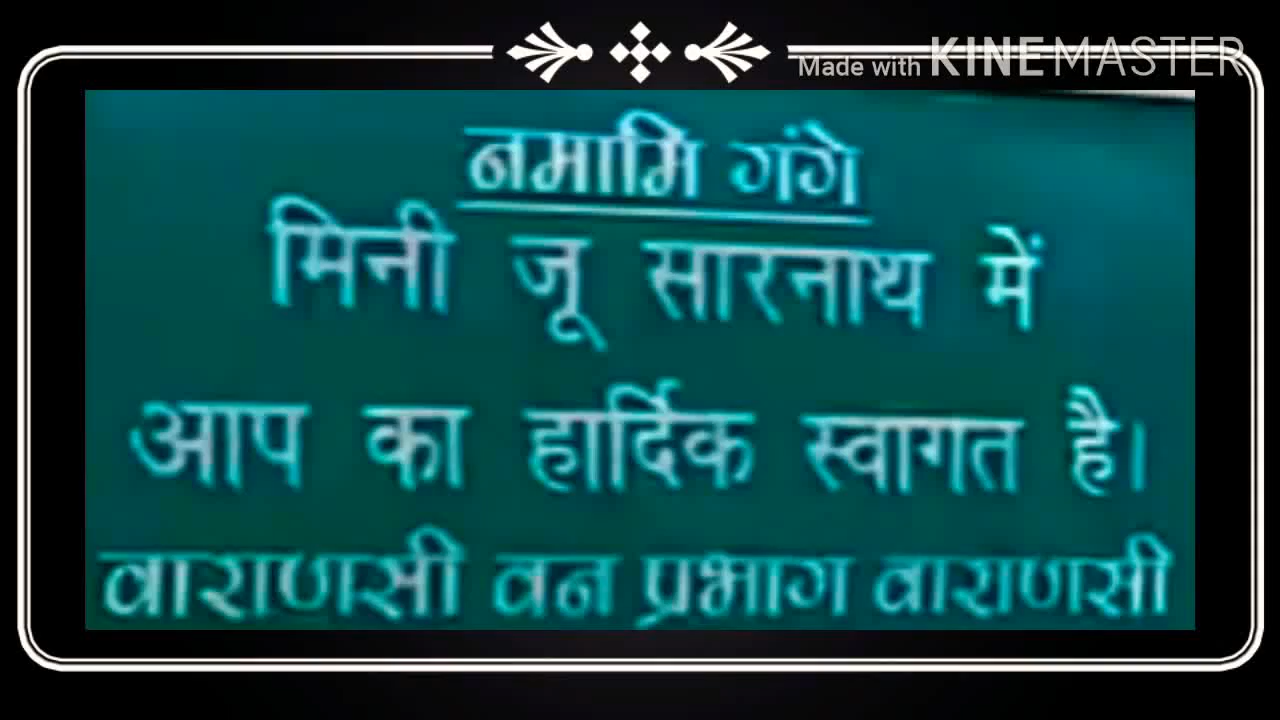 Made with KINEMASTER
नमामि गंगे
मिनी जू सारनाथ में
आप का हार्दिक स्वागत है।
वाराणसी वन प्रभाग वाराणसी